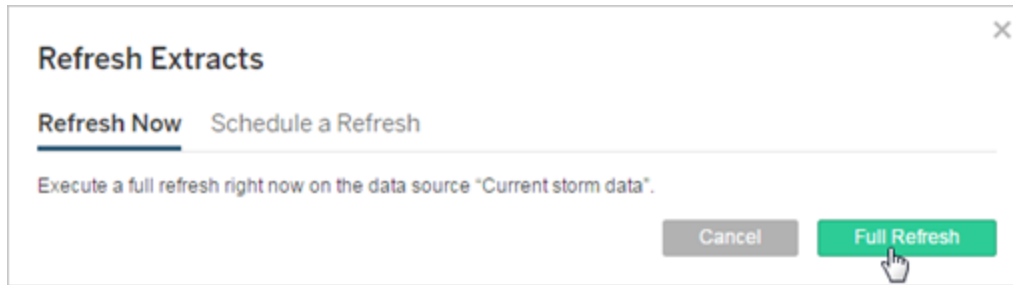 Refresh Extracts
Refresh Now Schedule a Refresh
Execute a full refresh right now on the data source "Current storm data".
Cancel Full Refresh